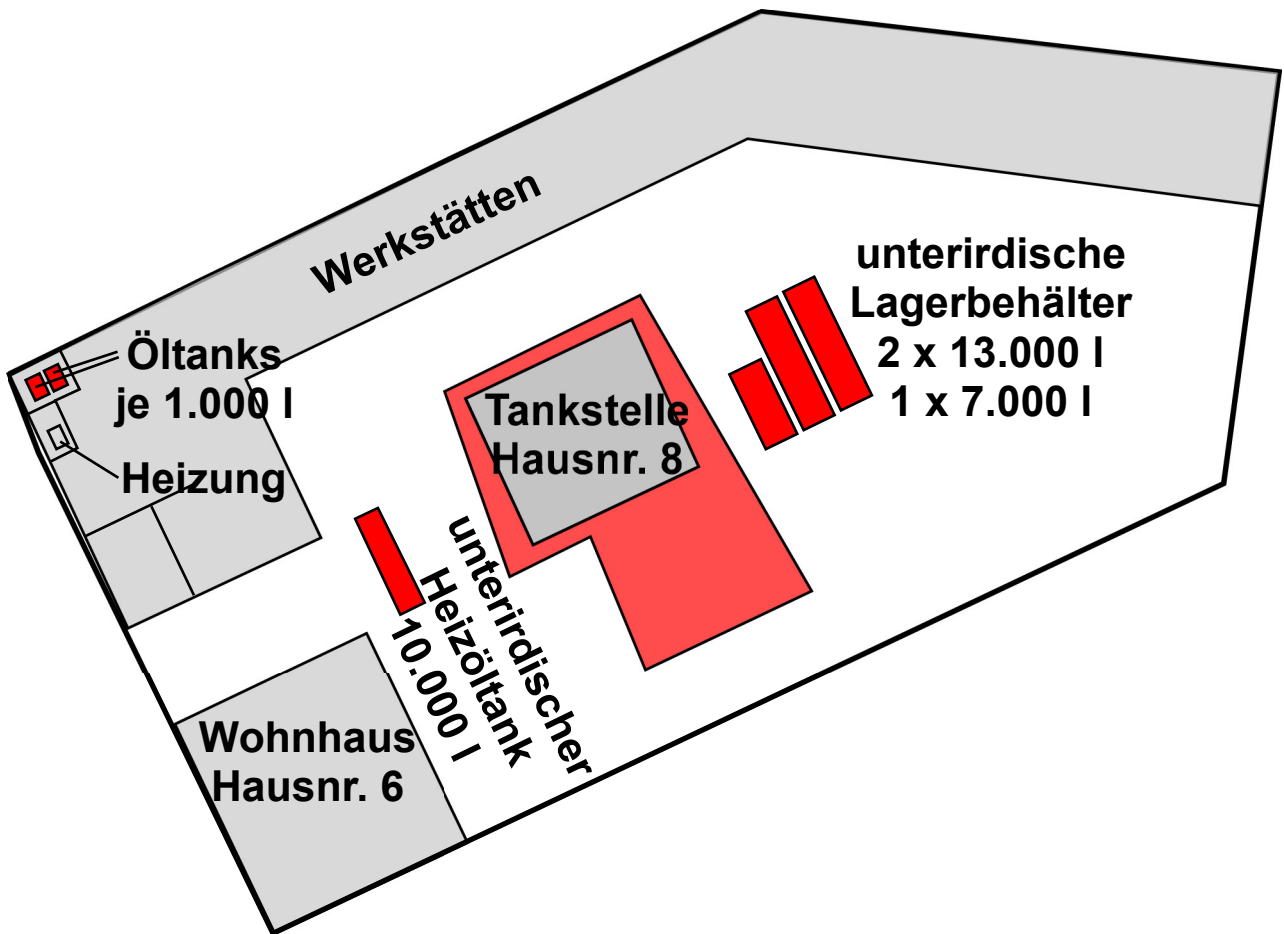 Werkstätten
unterirdische
Lagerbehälter
2 x 13.000 l
1 x 7.000 l
Öltanks
je 1.000 l
Heizung
Tankstelle
Hausnr. 8
unterirdischer
Heizöltank
10.000 l
Wohnhaus
Hausnr. 6